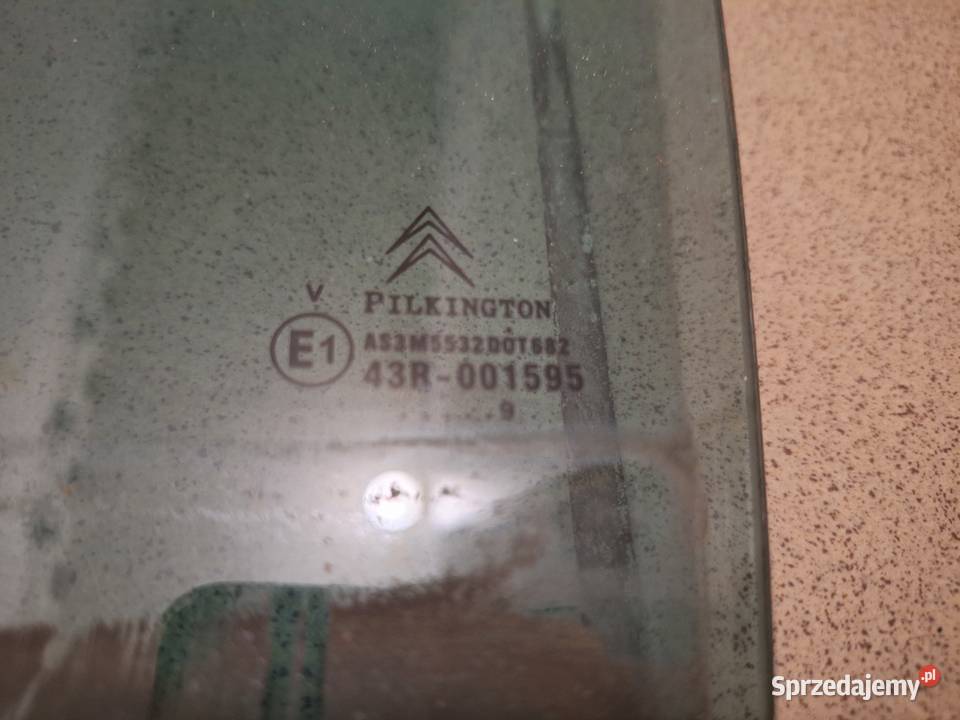 V
PILKINGTON
E1
AS3M5532DOT682
43R-001595
9
Sprzedajemy.pl